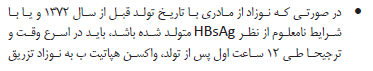 • در صورتی که نوزاد از مادری با تاریخ تولد قبل از سال ۱۳۷۲ و یا با
شرایط نامعلوم از نظر HBsAg متولد شده باشد، باید در اسرع وقت و
ترجیحا طی ۱۲ ساعت اول پس از تولد، واکسن هپاتیت ب به نوزاد تزریق